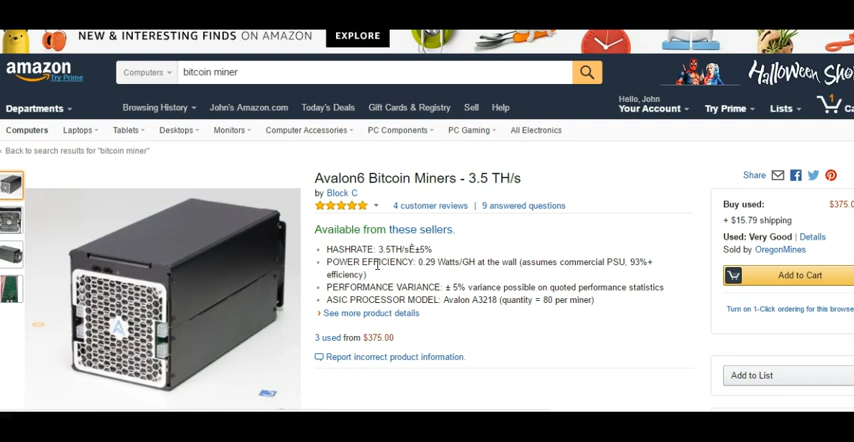 NEW & INTERESTING FINDS ON AMAZON EXPLORE
amazon
Try Prime
Computers
bitcoin miner
Departments
Browsing History
John's Amazon.com
Today's Deals
Gift Cards & Registry
Sell
Help
Hello, John
Your Account
Try Prime
Lists
1
Ca
Halloween Sho
Computers
Laptops
Tablets
Desktops
Monitors
Computer Accessories
PC Components
PC Gaming
All Electronics
‹ Back to search results for "bitcoin miner"
Avalon6 Bitcoin Miners - 3.5 TH/s
by Block C
4 customer reviews | 9 answered questions
Available from these sellers.
• HASHRATE: 3.5TH/sÊ±5%
• POWER EFFICIENCY: 0.29 Watts/GH at the wall (assumes commercial PSU, 93%+
efficiency)
• PERFORMANCE VARIANCE: ± 5% variance possible on quoted performance statistics
• ASIC PROCESSOR MODEL: Avalon A3218 (quantity = 80 per miner)
› See more product details
3 used from $375.00
Report incorrect product information.
Share
Buy used: $375.0
+ $15.79 shipping
Used: Very Good | Details
Sold by OregonMines
Add to Cart
Turn on 1-Click ordering for this browse
Add to List